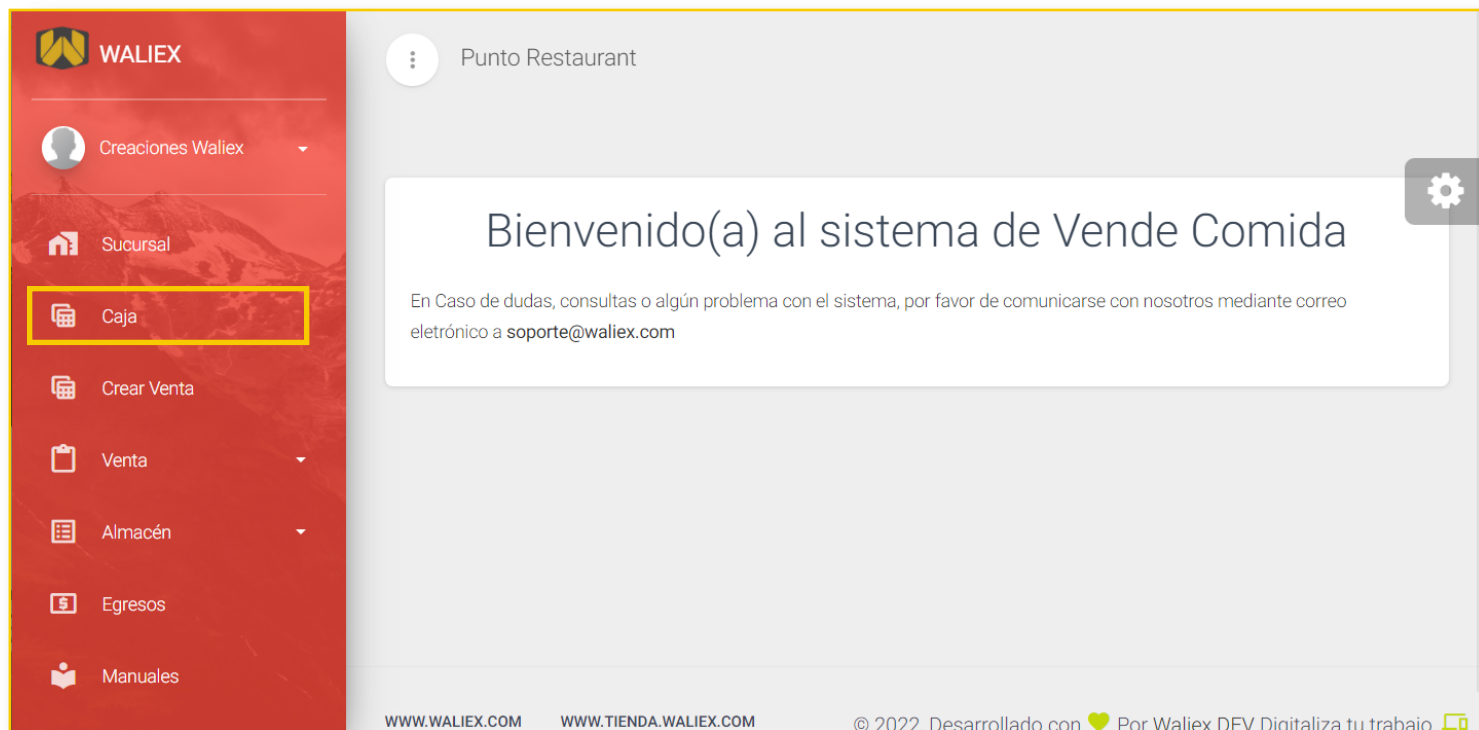 WALIEX
Punto Restaurant
Creaciones Waliex
Sucursal
Caja
Crear Venta
Venta
Almacén
Egresos
Manuales
Bienvenido(a) al sistema de Vende Comida
En Caso de dudas, consultas o algún problema con el sistema, por favor de comunicarse con nosotros mediante correo
eletrónico a soporte@waliex.com
WWW.WALIEX.COM WWW.TIENDA.WALIEX.COM © 2022, Desarrollado con Por Waliex DEV Digitaliza tu trabajo